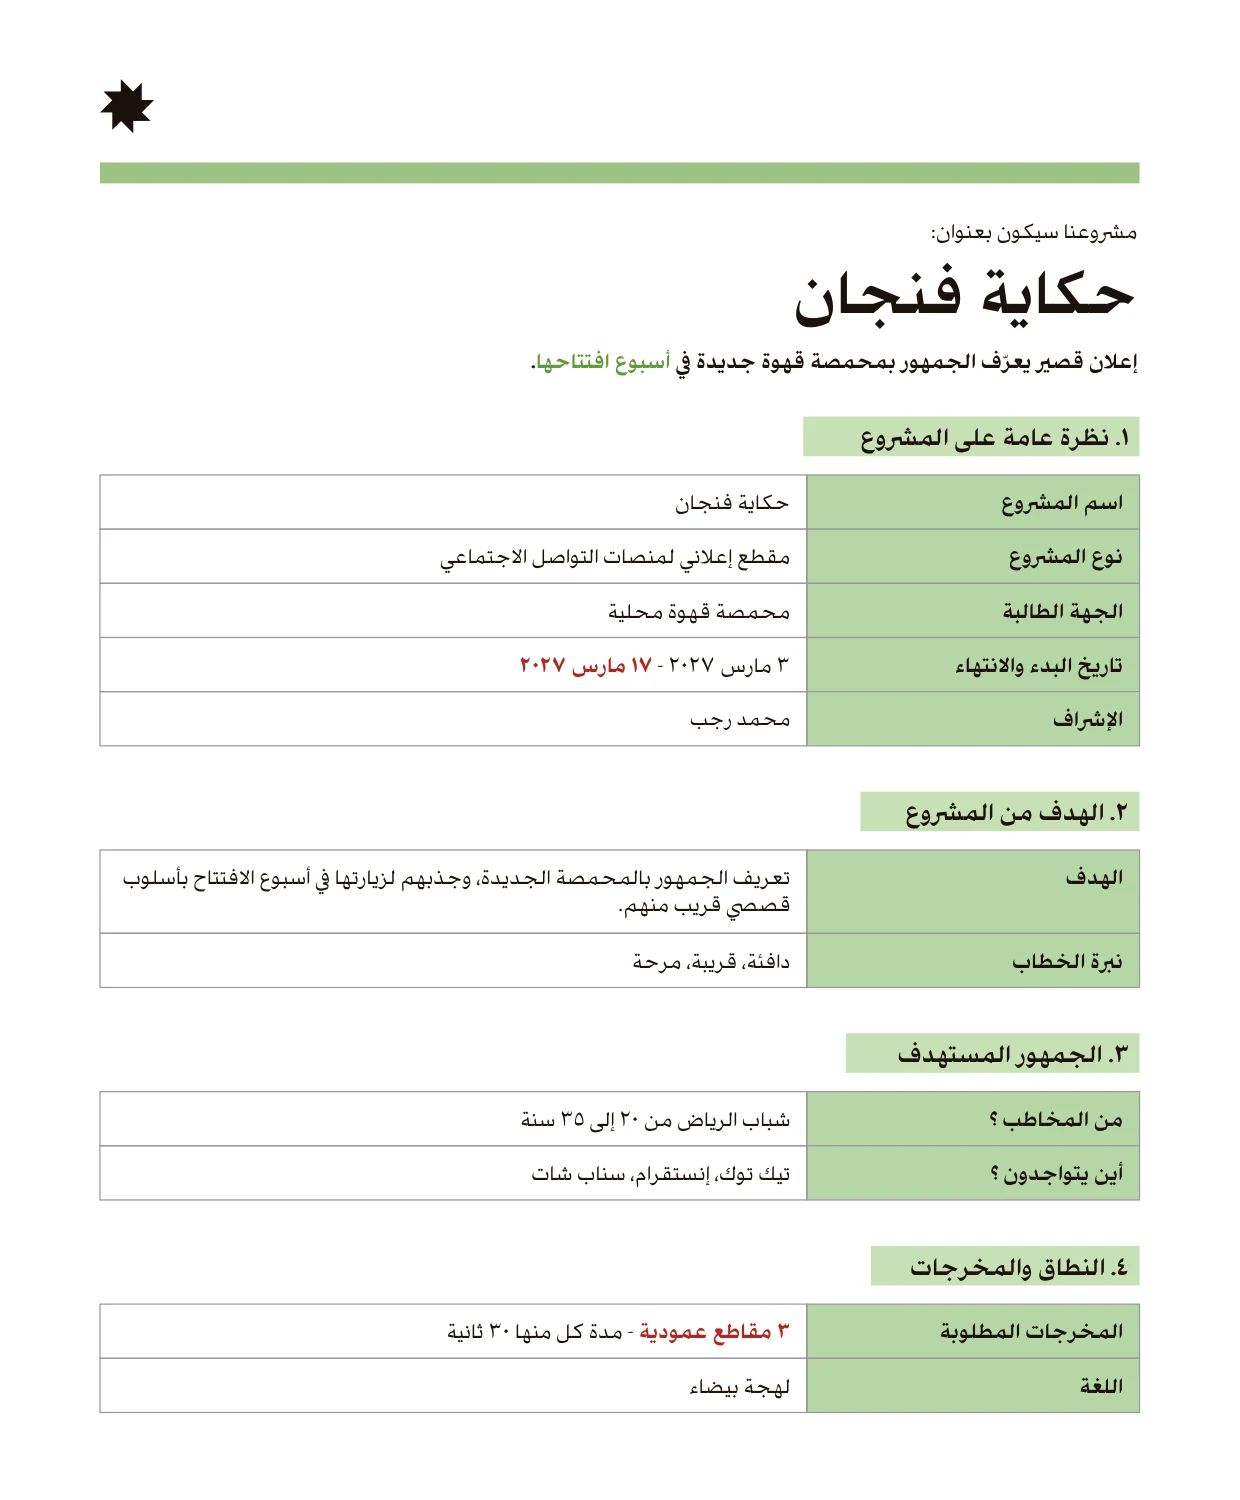 مشروعنا سيكون بعنوان:
حكاية فنجان
إعلان قصير يعرّف الجمهور بمحمصة قهوة جديدة في أسبوع افتتاحها.
١. نظرة عامة على المشروع
اسم المشروع
حكاية فنجان
نوع المشروع
مقطع إعلاني لمنصات التواصل الاجتماعي
الجهة الطالبة
محمصة قهوة محلية
تاريخ البدء والانتهاء
٣ مارس ٢٠٢٧ - ١٧ مارس ٢٠٢٧
الإشراف
محمد رجب
٢. الهدف من المشروع
الهدف
تعريف الجمهور بالمحمصة الجديدة، وجذبهم لزيارتها في أسبوع الافتتاح بأسلوب
قصصي قريب منهم.
نبرة الخطاب
دافئة، قريبة، مرحة
٣. الجمهور المستهدف
من المخاطب ؟
شباب الرياض من ٢٠ إلى ٣٥ سنة
أين يتواجدون ؟
تيك توك، إنستقرام، سناب شات
٤. النطاق والمخرجات
المخرجات المطلوبة
٣ مقاطع عمودية - مدة كل منها ٣٠ ثانية
اللغة
لهجة بيضاء